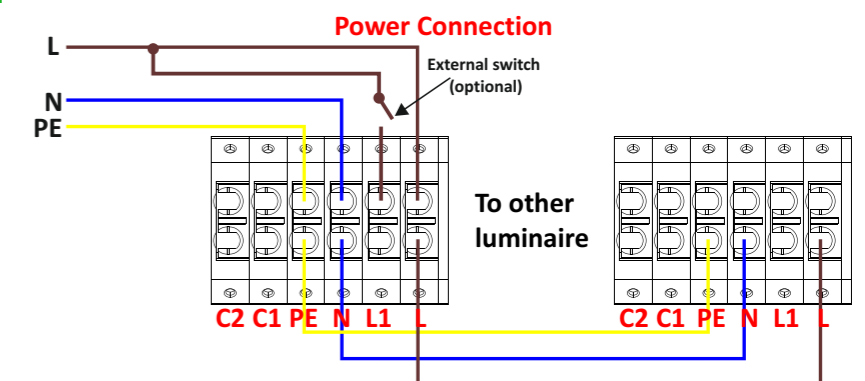 Power Connection
L
External switch
(optional)
N
PE
To other
luminaire
C2 C1 PE N L1 L
C2 C1 PE N L1 L